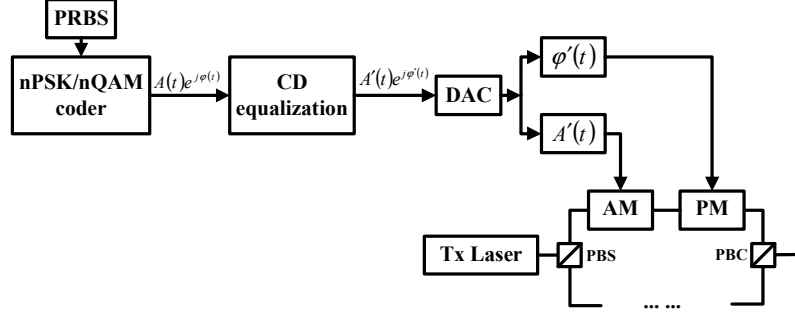 PRBS
nPSK/nQAM
coder
A(t)e^{jφ(t)}
CD
equalization
A′(t)e^{jφ′(t)}
DAC
φ′(t)
A′(t)
AM
PM
Tx Laser
PBS
PBC
... ...